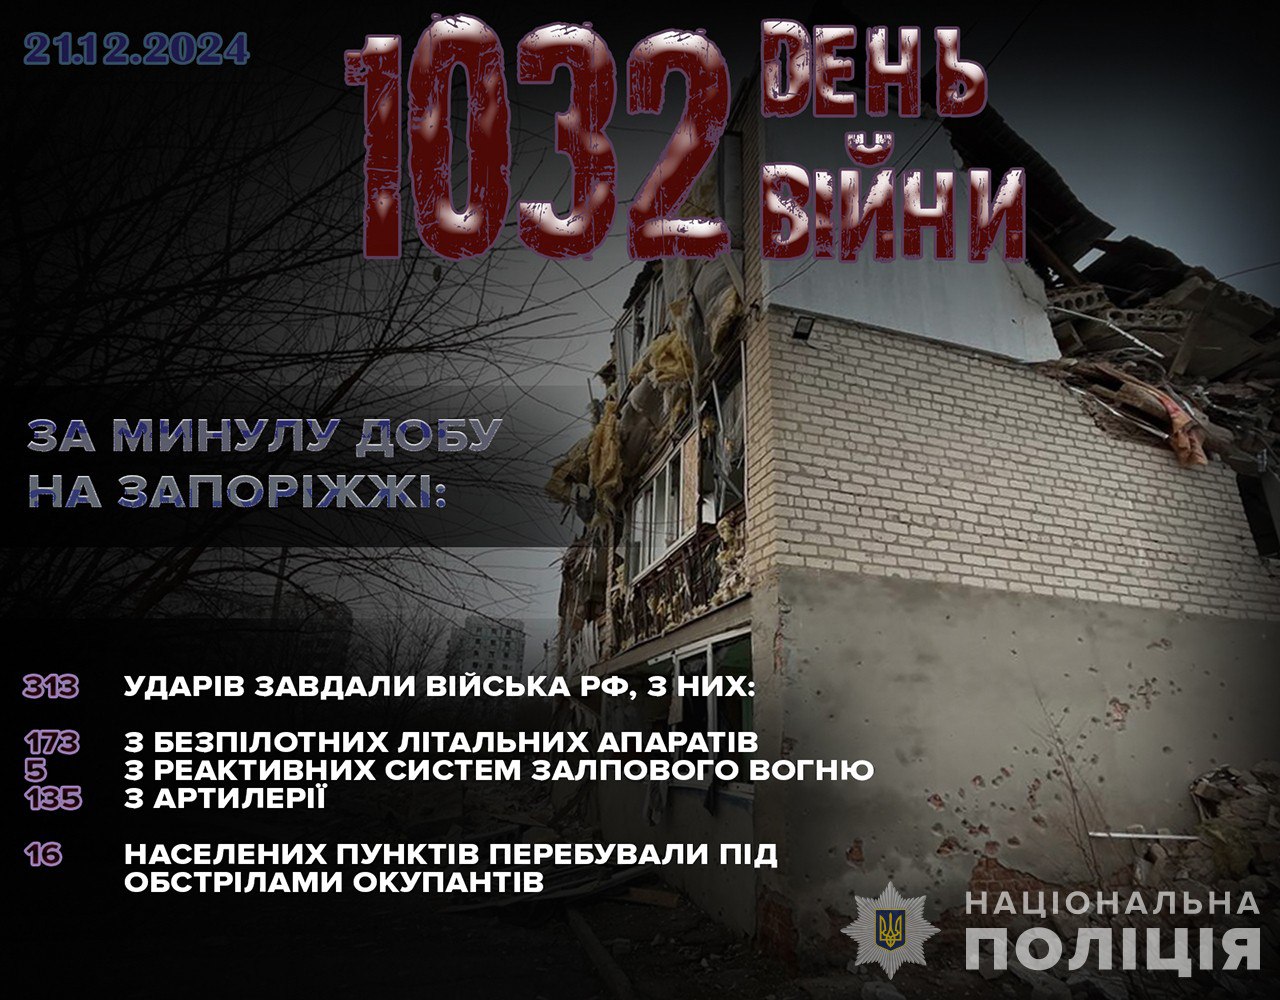 21.12.2024
1032 ДЕНЬ
ВІЙНИ
ЗА МИНУЛУ ДОБУ
НА ЗАПОРІЖЖІ:
313 УДАРІВ ЗАВДАЛИ ВІЙСЬКА РФ, З НИХ:
173 З БЕЗПІЛОТНИХ ЛІТАЛЬНИХ АПАРАТІВ
5 З РЕАКТИВНИХ СИСТЕМ ЗАЛПОВОГО ВОГНЮ
135 З АРТИЛЕРІЇ
16 НАСЕЛЕНИХ ПУНКТІВ ПЕРЕБУВАЛИ ПІД
ОБСТРІЛАМИ ОКУПАНТІВ
НАЦІОНАЛЬНА
ПОЛІЦІЯ